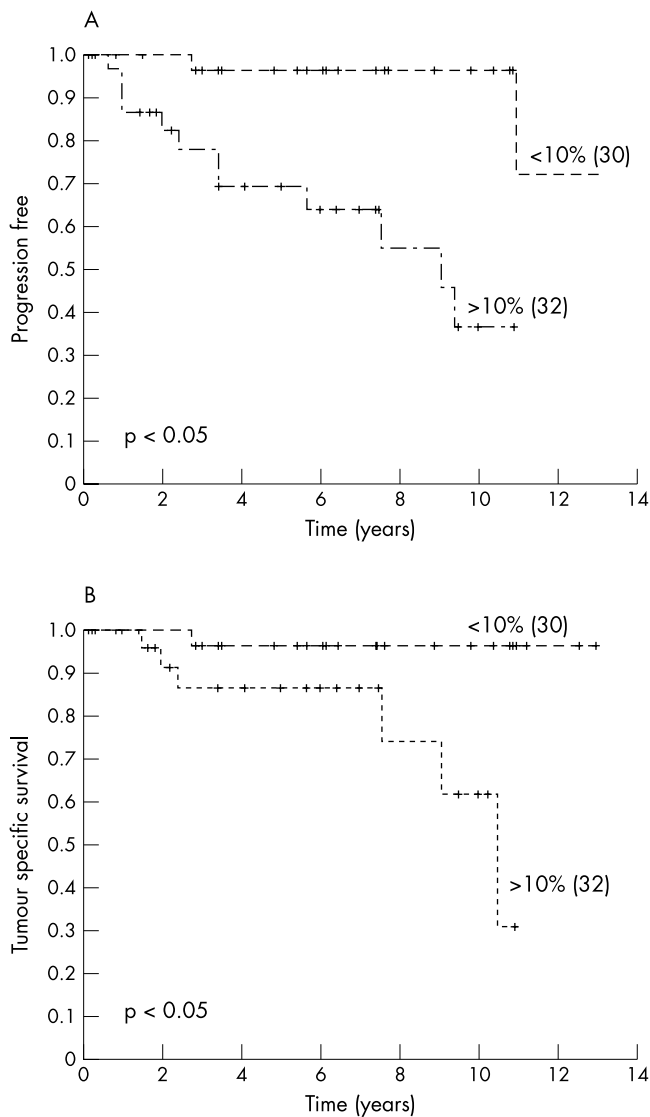 A
1.0
0.9
0.8
0.7
0.6
0.5
0.4
0.3
0.2
0.1
0
Progression free
<10% (30)
>10% (32)
p < 0.05
0 2 4 6 8 10 12 14
Time (years)
B
1.0
0.9
0.8
0.7
0.6
0.5
0.4
0.3
0.2
0.1
0
Tumour specific survival
<10% (30)
>10% (32)
p < 0.05
0 2 4 6 8 10 12 14
Time (years)